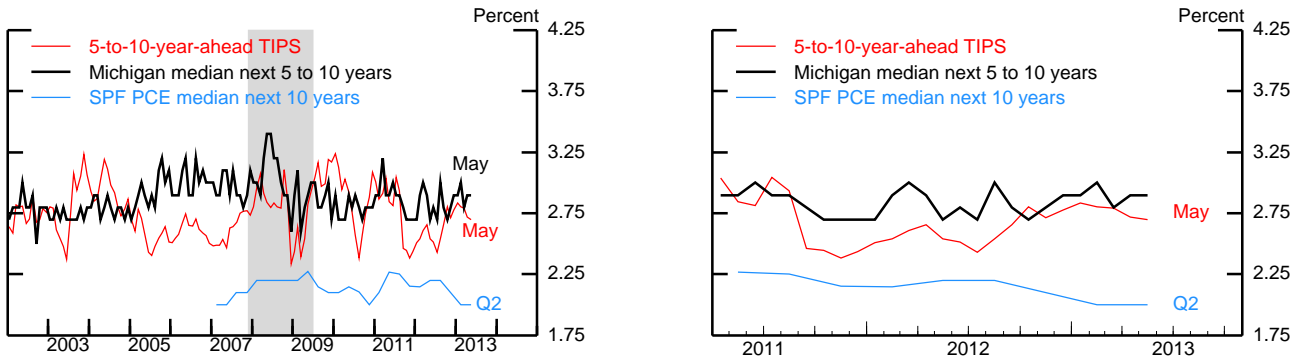 Percent
4.25
5-to-10-year-ahead TIPS
Michigan median next 5 to 10 years
SPF PCE median next 10 years
3.75
3.25
May
2.75
May
2.25
Q2
1.75
2003 2005 2007 2009 2011 2013
Percent
4.25
5-to-10-year-ahead TIPS
Michigan median next 5 to 10 years
SPF PCE median next 10 years
3.75
3.25
May
2.75
2.25
Q2
1.75
2011 2012 2013